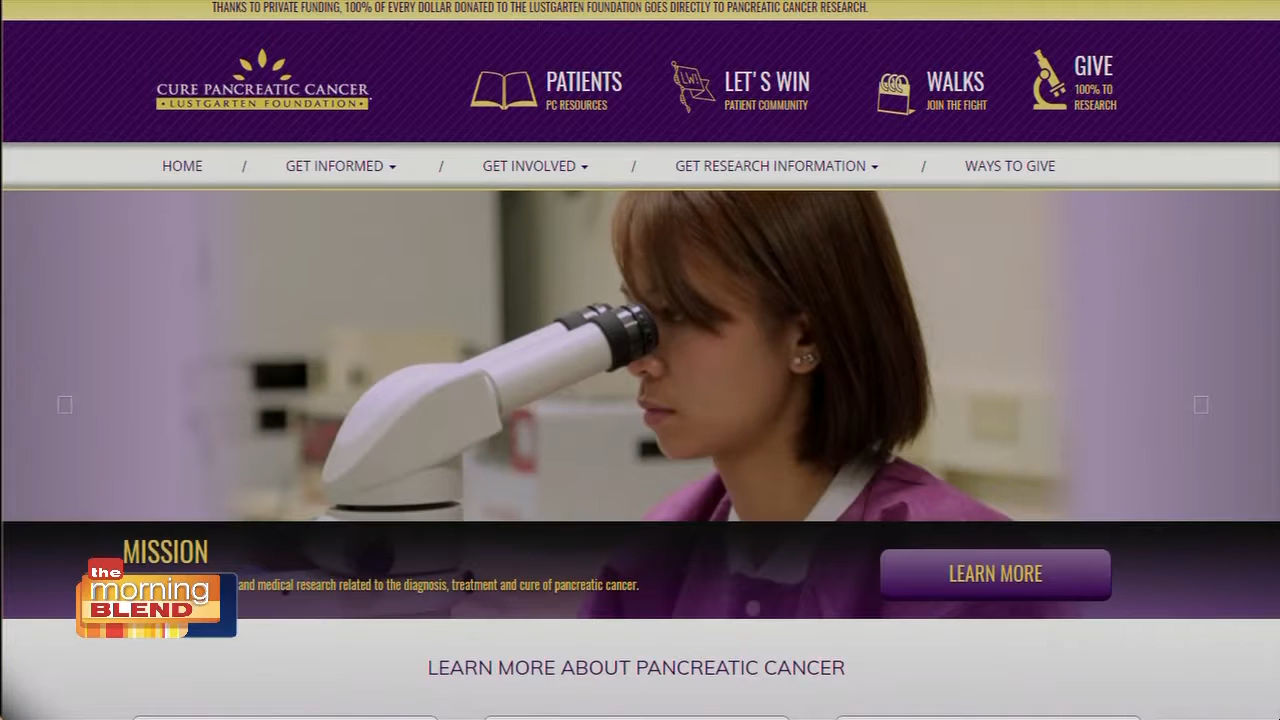 THANKS TO PRIVATE FUNDING, 100% OF EVERY DOLLAR DONATED TO THE LUSTGARTEN FOUNDATION GOES DIRECTLY TO PANCREATIC CANCER RESEARCH.
CURE PANCREATIC CANCER
• LUSTGARTEN FOUNDATION •
PATIENTS
PC RESOURCES
LW!
LET'S WIN
PATIENT COMMUNITY
WALKS
JOIN THE FIGHT
GIVE
100% TO
RESEARCH
HOME / GET INFORMED / GET INVOLVED / GET RESEARCH INFORMATION / WAYS TO GIVE
MISSION
and medical research related to the diagnosis, treatment and cure of pancreatic cancer.
LEARN MORE
the
morning
BLEND
LEARN MORE ABOUT PANCREATIC CANCER